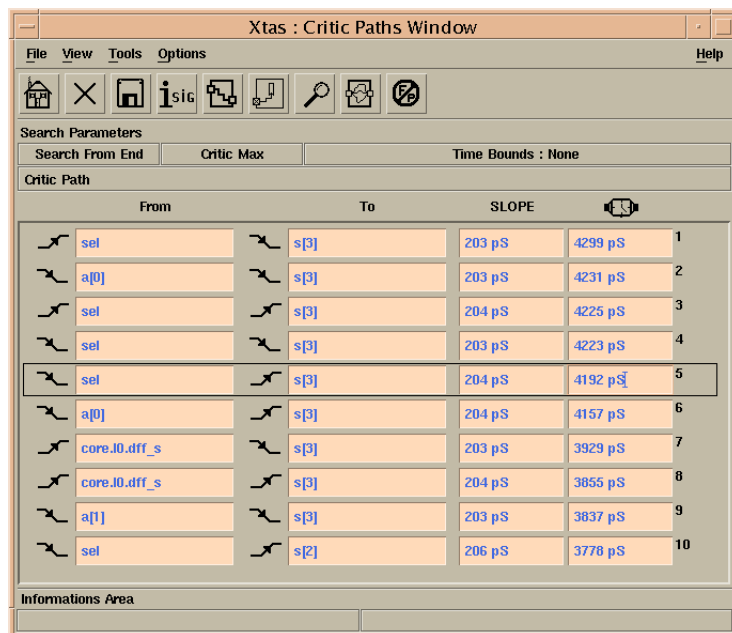 Xtas : Critic Paths Window
File View Tools Options Help
isiG F/P
Search Parameters
Search From End Critic Max Time Bounds : None
Critic Path
From To SLOPE
sel s[3] 203 pS 4299 pS 1
a[0] s[3] 203 pS 4231 pS 2
sel s[3] 204 pS 4225 pS 3
sel s[3] 203 pS 4223 pS 4
sel s[3] 204 pS 4192 pS 5
a[0] s[3] 204 pS 4157 pS 6
core.l0.dff_s s[3] 203 pS 3929 pS 7
core.l0.dff_s s[3] 204 pS 3855 pS 8
a[1] s[3] 203 pS 3837 pS 9
sel s[2] 206 pS 3778 pS 10
Informations Area